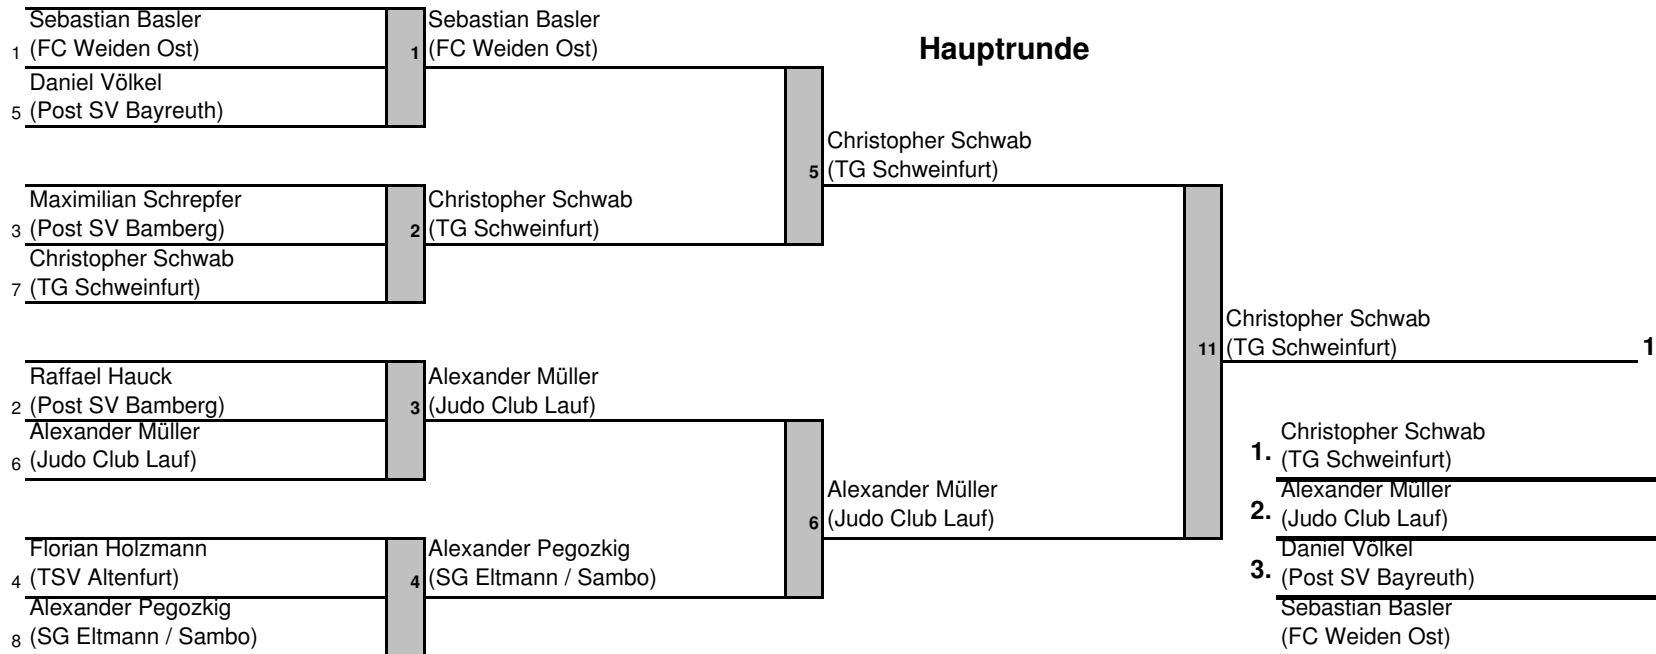 Sebastian Basler
1 (FC Weiden Ost)
Daniel Völkel
5 (Post SV Bayreuth)
Maximilian Schrepfer
3 (Post SV Bamberg)
Christopher Schwab
7 (TG Schweinfurt)
Raffael Hauck
2 (Post SV Bamberg)
Alexander Müller
6 (Judo Club Lauf)
Florian Holzmann
4 (TSV Altenfurt)
Alexander Pegozkig
8 (SG Eltmann / Sambo)
Sebastian Basler
1 (FC Weiden Ost)
Christopher Schwab
2 (TG Schweinfurt)
Alexander Müller
3 (Judo Club Lauf)
Alexander Pegozkig
4 (SG Eltmann / Sambo)
Hauptrunde
Christopher Schwab
5 (TG Schweinfurt)
Alexander Müller
6 (Judo Club Lauf)
Christopher Schwab
11 (TG Schweinfurt) 1
Christopher Schwab
1. (TG Schweinfurt)
Alexander Müller
2. (Judo Club Lauf)
Daniel Völkel
3. (Post SV Bayreuth)
Sebastian Basler
(FC Weiden Ost)